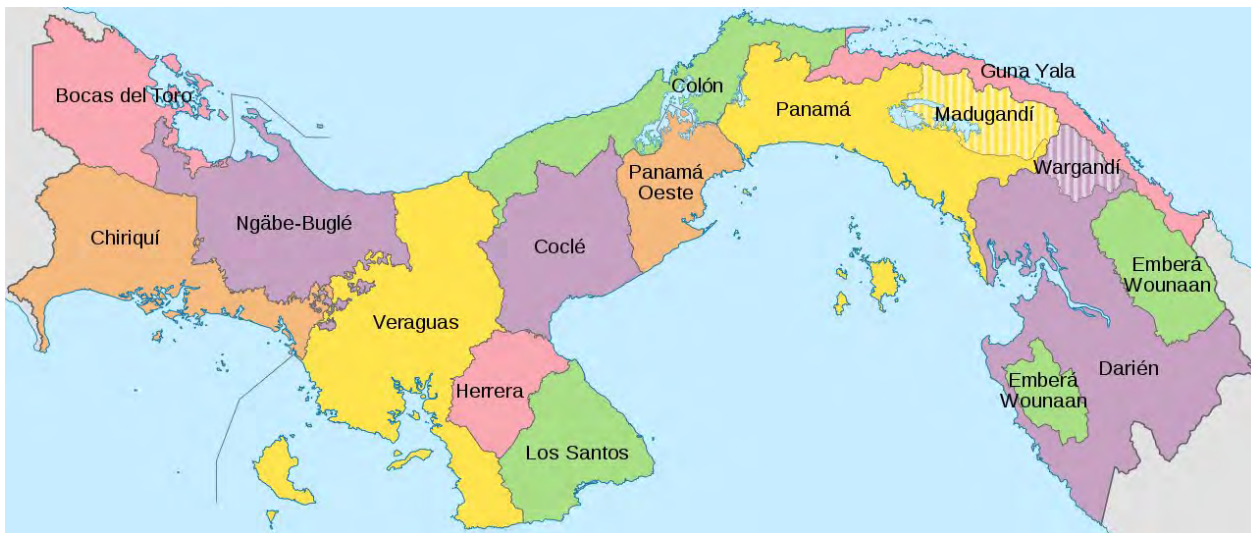 Bocas del Toro
Colón
Guna Yala
Panamá
Madugandí
Wargandí
Panamá
Oeste
Ngäbe-Buglé
Chiriquí
Coclé
Emberá
Wounaan
Veraguas
Darién
Emberá
Wounaan
Herrera
Los Santos